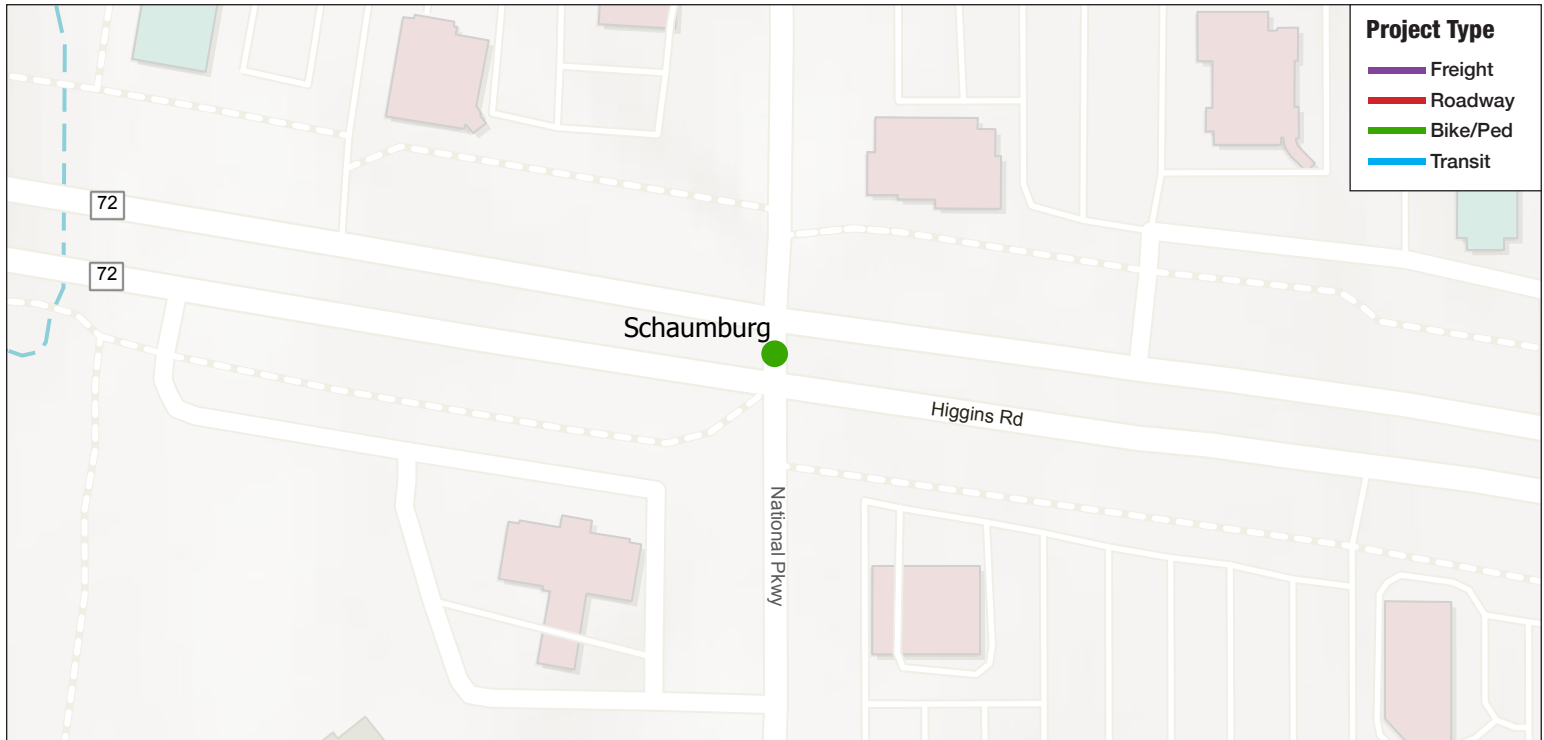 Project Type
Freight
Roadway
Bike/Ped
Transit
72
72
Schaumburg
Higgins Rd
National Pkwy